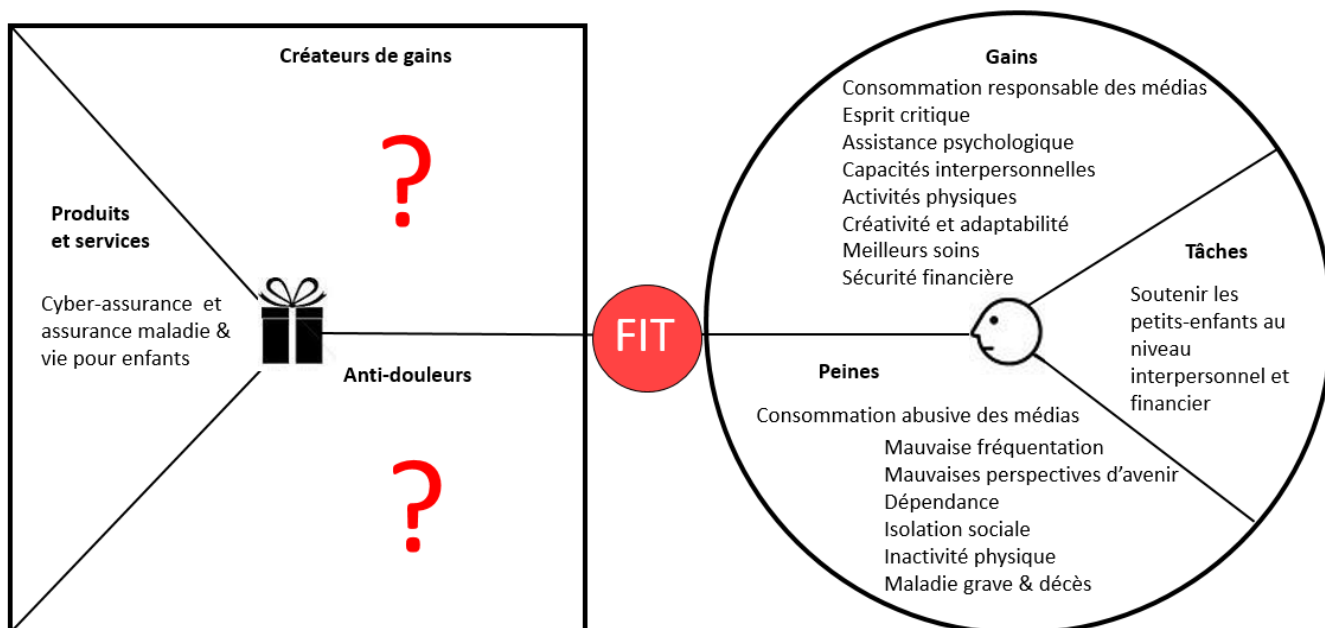 Créateurs de gains
?
Produits
et services
Cyber-assurance et
assurance maladie &
vie pour enfants
Anti-douleurs
?
FIT
Gains
Consommation responsable des médias
Esprit critique
Assistance psychologique
Capacités interpersonnelles
Activités physiques
Créativité et adaptabilité
Meilleurs soins
Sécurité financière
Tâches
Soutenir les
petits-enfants au
niveau
interpersonnel et
financier
Peines
Consommation abusive des médias
Mauvaise fréquentation
Mauvaises perspectives d’avenir
Dépendance
Isolation sociale
Inactivité physique
Maladie grave & décès